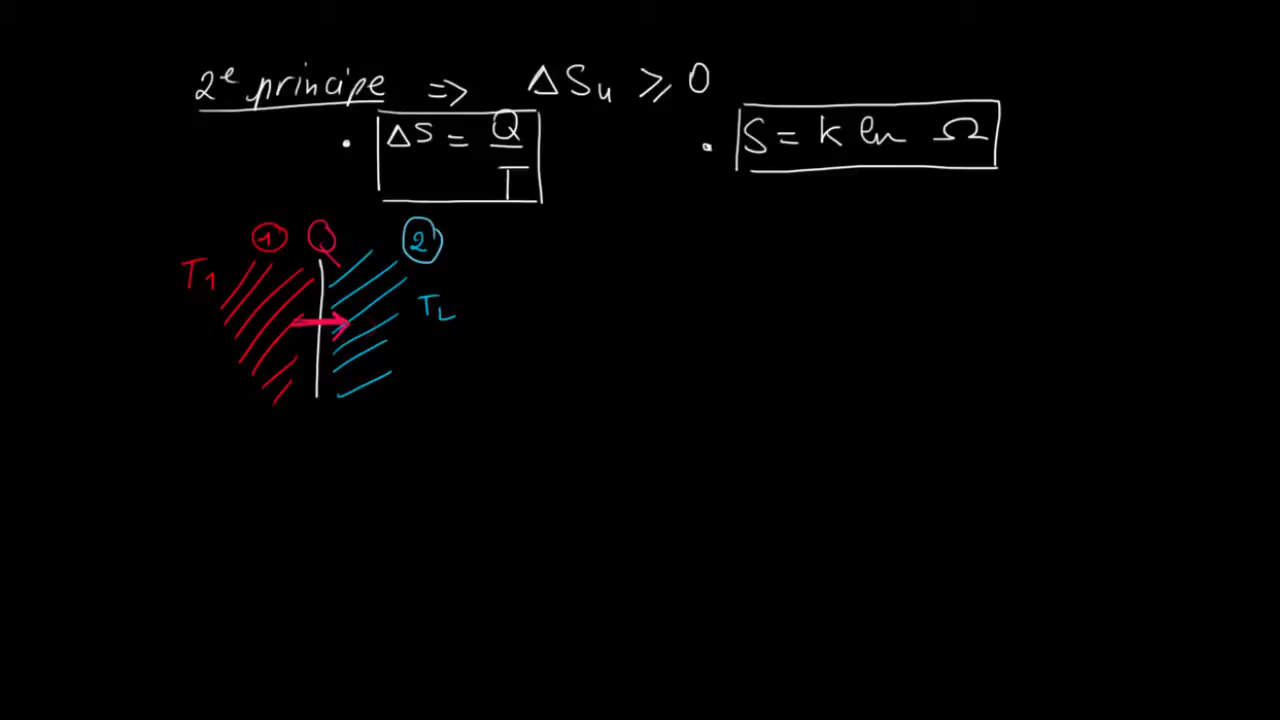 2e principe => ΔSu ⩾ 0
• ΔS = Q/T • S = k ln Ω
1 Q 2
T1
T2